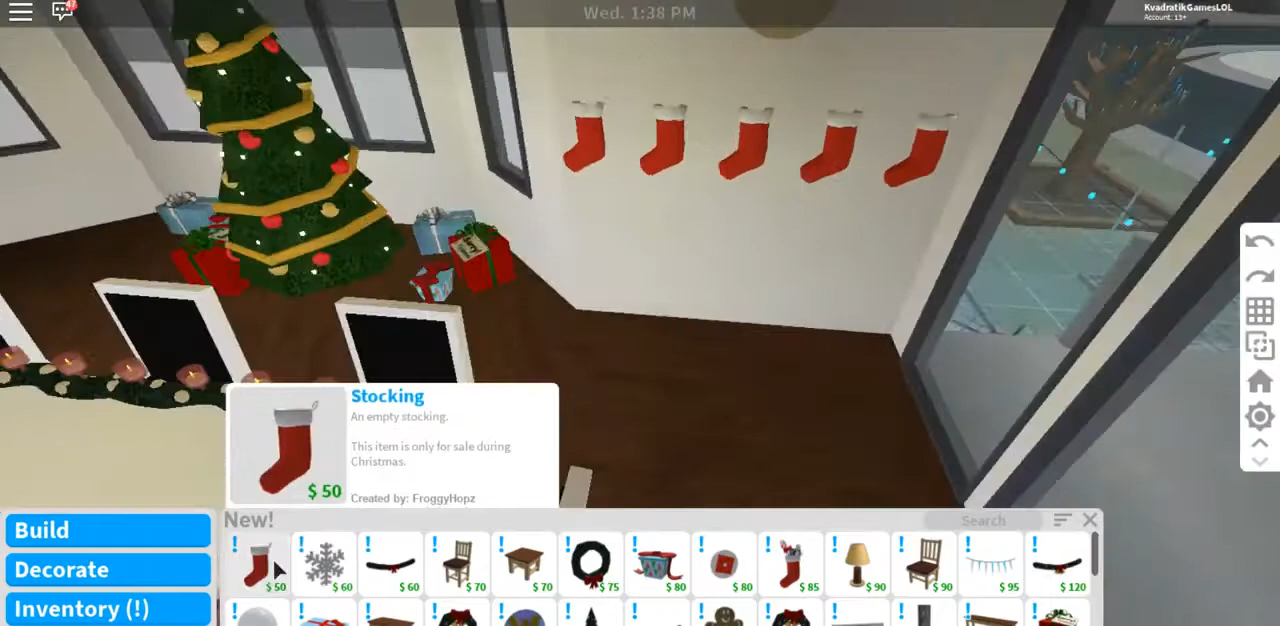 47
Wed. 1:38 PM
KvadratikGamesLOL
Account: 13+
Stocking
An empty stocking.
This item is only for sale during
Christmas.
$ 50
Created by: FroggyHopz
Build
Decorate
Inventory (!)
New!
Search
! ! ! ! ! ! ! ! ! ! ! ! !
$ 50 $ 60 $ 60 $ 70 $ 70 $ 75 $ 80 $ 80 $ 85 $ 90 $ 90 $ 95 $ 120
! ! ! ! ! ! ! ! ! ! ! ! !